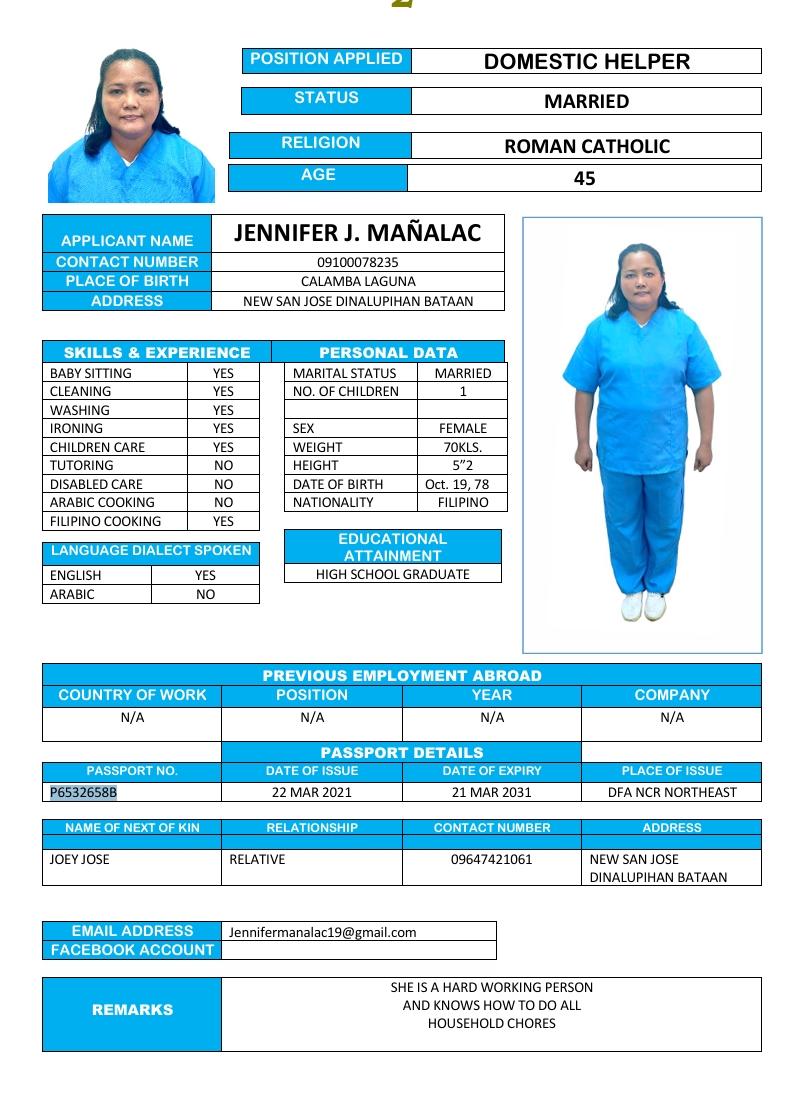 POSITION APPLIED DOMESTIC HELPER
STATUS MARRIED
RELIGION ROMAN CATHOLIC
AGE 45
APPLICANT NAME JENNIFER J. MAÑALAC
CONTACT NUMBER 09100078235
PLACE OF BIRTH CALAMBA LAGUNA
ADDRESS NEW SAN JOSE DINALUPIHAN BATAAN
SKILLS & EXPERIENCE
BABY SITTING YES
CLEANING YES
WASHING YES
IRONING YES
CHILDREN CARE YES
TUTORING NO
DISABLED CARE NO
ARABIC COOKING NO
FILIPINO COOKING YES
LANGUAGE DIALECT SPOKEN
ENGLISH YES
ARABIC NO
PERSONAL DATA
MARITAL STATUS MARRIED
NO. OF CHILDREN 1
SEX FEMALE
WEIGHT 70KLS.
HEIGHT 5”2
DATE OF BIRTH Oct. 19, 78
NATIONALITY FILIPINO
EDUCATIONAL
ATTAINMENT
HIGH SCHOOL GRADUATE
PREVIOUS EMPLOYMENT ABROAD
COUNTRY OF WORK POSITION YEAR COMPANY
N/A N/A N/A N/A
PASSPORT DETAILS
PASSPORT NO. DATE OF ISSUE DATE OF EXPIRY PLACE OF ISSUE
P6532658B 22 MAR 2021 21 MAR 2031 DFA NCR NORTHEAST
NAME OF NEXT OF KIN RELATIONSHIP CONTACT NUMBER ADDRESS
JOEY JOSE RELATIVE 09647421061 NEW SAN JOSE
DINALUPIHAN BATAAN
EMAIL ADDRESS Jennifermanalac19@gmail.com
FACEBOOK ACCOUNT
REMARKS
SHE IS A HARD WORKING PERSON
AND KNOWS HOW TO DO ALL
HOUSEHOLD CHORES